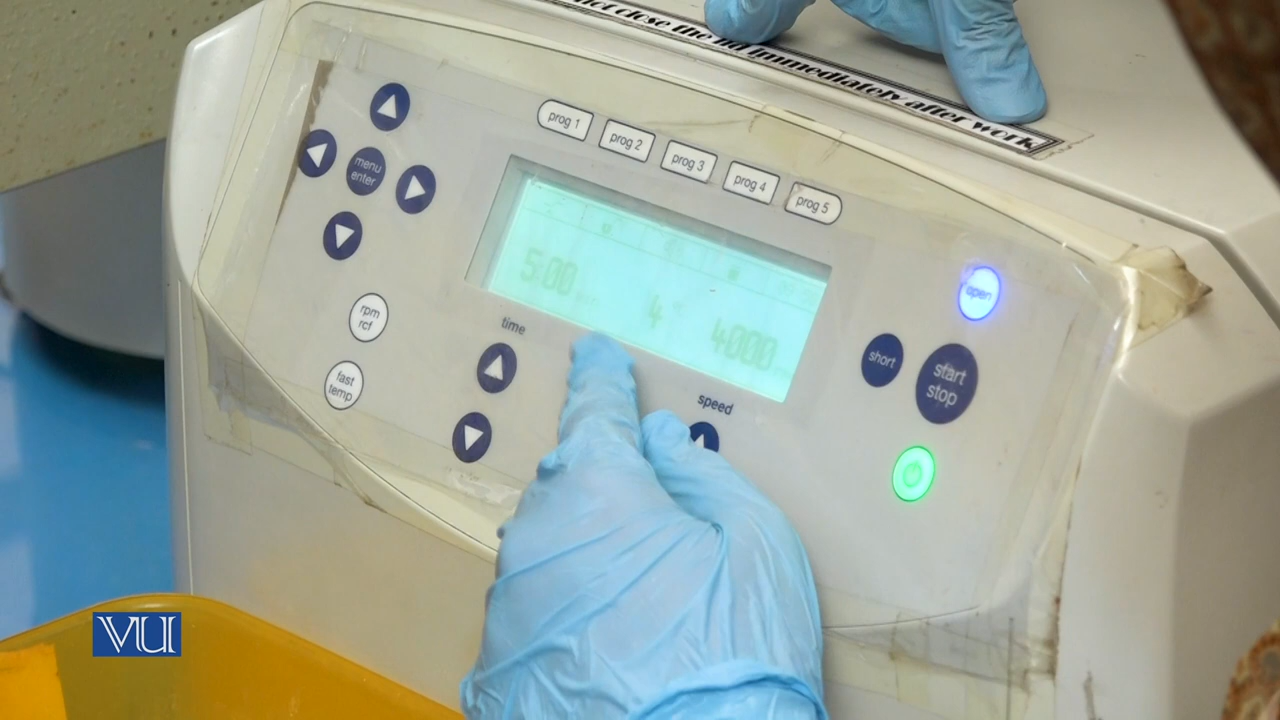 not close the lid immediately after work
prog 1
prog 2
prog 3
prog 4
prog 5
menu
enter
rpm
rcf
fast
temp
5:00
4°
4000
time
speed
open
short
start
stop
VU